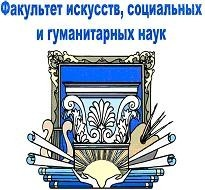 Факультет искусств, социальных
и гуманитарных наук